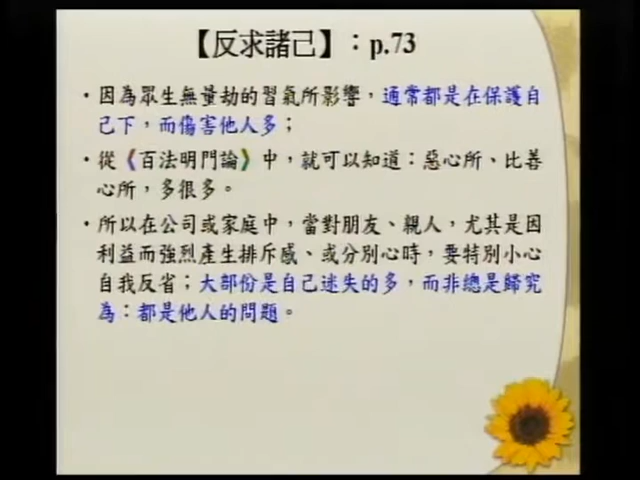 【反求諸己】：p.73
・因為眾生無量劫的習氣所影響，通常都是在保護自
己下，而傷害他人多；
・從《百法明門論》中，就可以知道：惡心所、比善
心所，多很多。
・所以在公司或家庭中，當對朋友、親人，尤其是因
利益而強烈產生排斥感、或分別心時，要特別小心
自我反省；大部份是自己迷失的多，而非總是歸究
為：都是他人的問題。